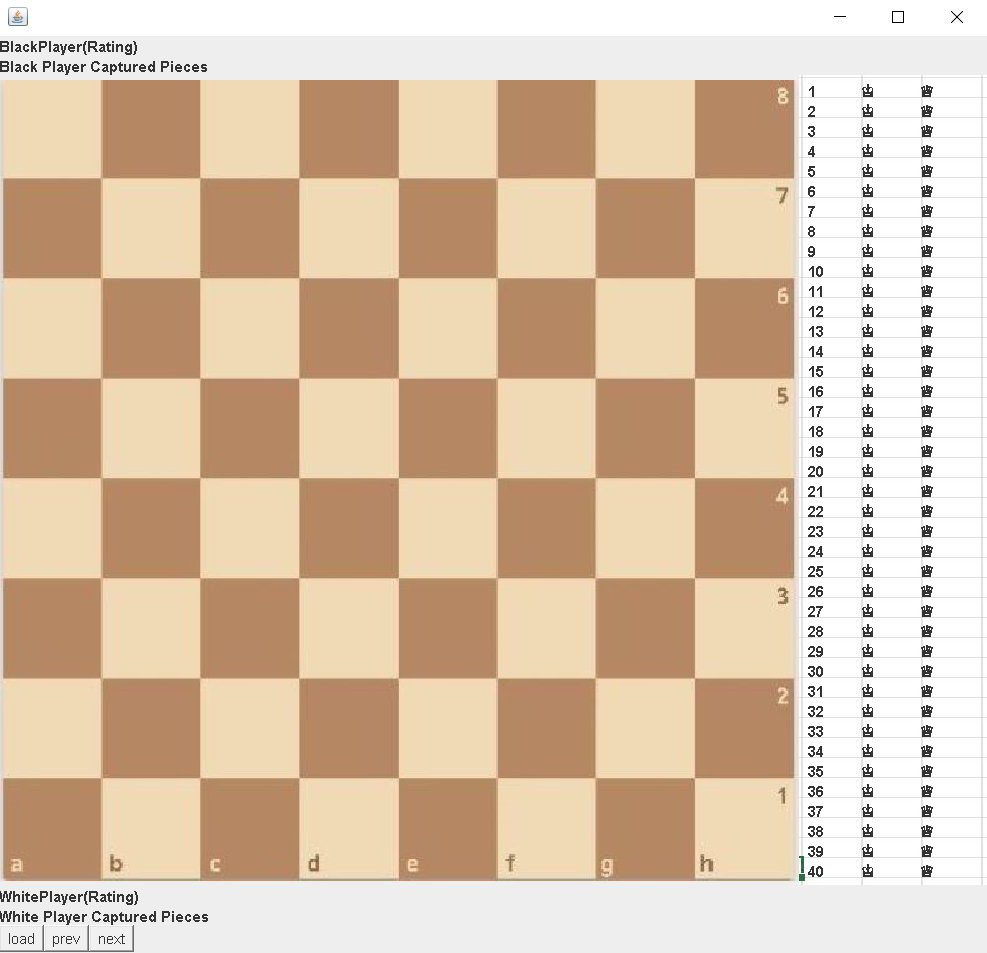 BlackPlayer(Rating)
Black Player Captured Pieces
8
7
6
5
4
3
2
1
a b c d e f g h
1 ♔ ♕
2 ♔ ♕
3 ♔ ♕
4 ♔ ♕
5 ♔ ♕
6 ♔ ♕
7 ♔ ♕
8 ♔ ♕
9 ♔ ♕
10 ♔ ♕
11 ♔ ♕
12 ♔ ♕
13 ♔ ♕
14 ♔ ♕
15 ♔ ♕
16 ♔ ♕
17 ♔ ♕
18 ♔ ♕
19 ♔ ♕
20 ♔ ♕
21 ♔ ♕
22 ♔ ♕
23 ♔ ♕
24 ♔ ♕
25 ♔ ♕
26 ♔ ♕
27 ♔ ♕
28 ♔ ♕
29 ♔ ♕
30 ♔ ♕
31 ♔ ♕
32 ♔ ♕
33 ♔ ♕
34 ♔ ♕
35 ♔ ♕
36 ♔ ♕
37 ♔ ♕
38 ♔ ♕
39 ♔ ♕
40 ♔ ♕
WhitePlayer(Rating)
White Player Captured Pieces
load prev next